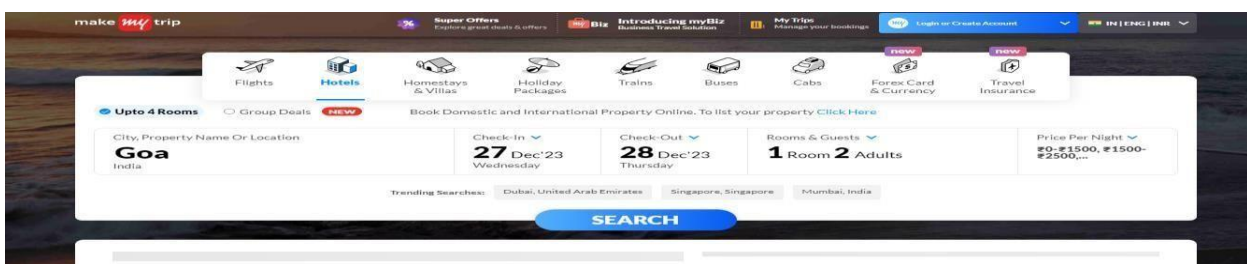 make my trip
Super Offers
Explore great deals & offers
my Biz
Introducing myBiz
Business Travel Solution
My Trips
Manage your bookings
my
Login or Create Account
IN | ENG | INR
Flights
Hotels
Homestays
& Villas
Holiday
Packages
Trains
Buses
Cabs
new
Forex Card
& Currency
new
Travel
Insurance
Upto 4 Rooms
Group Deals
NEW
Book Domestic and International Property Online. To list your property Click Here
City, Property Name Or Location
Goa
India
Check-In
27 Dec'23
Wednesday
Check-Out
28 Dec'23
Thursday
Rooms & Guests
1 Room 2 Adults
Price Per Night
₹0-₹1500, ₹1500-
₹2500,...
Trending Searches: Dubai, United Arab Emirates Singapore, Singapore Mumbai, India
SEARCH